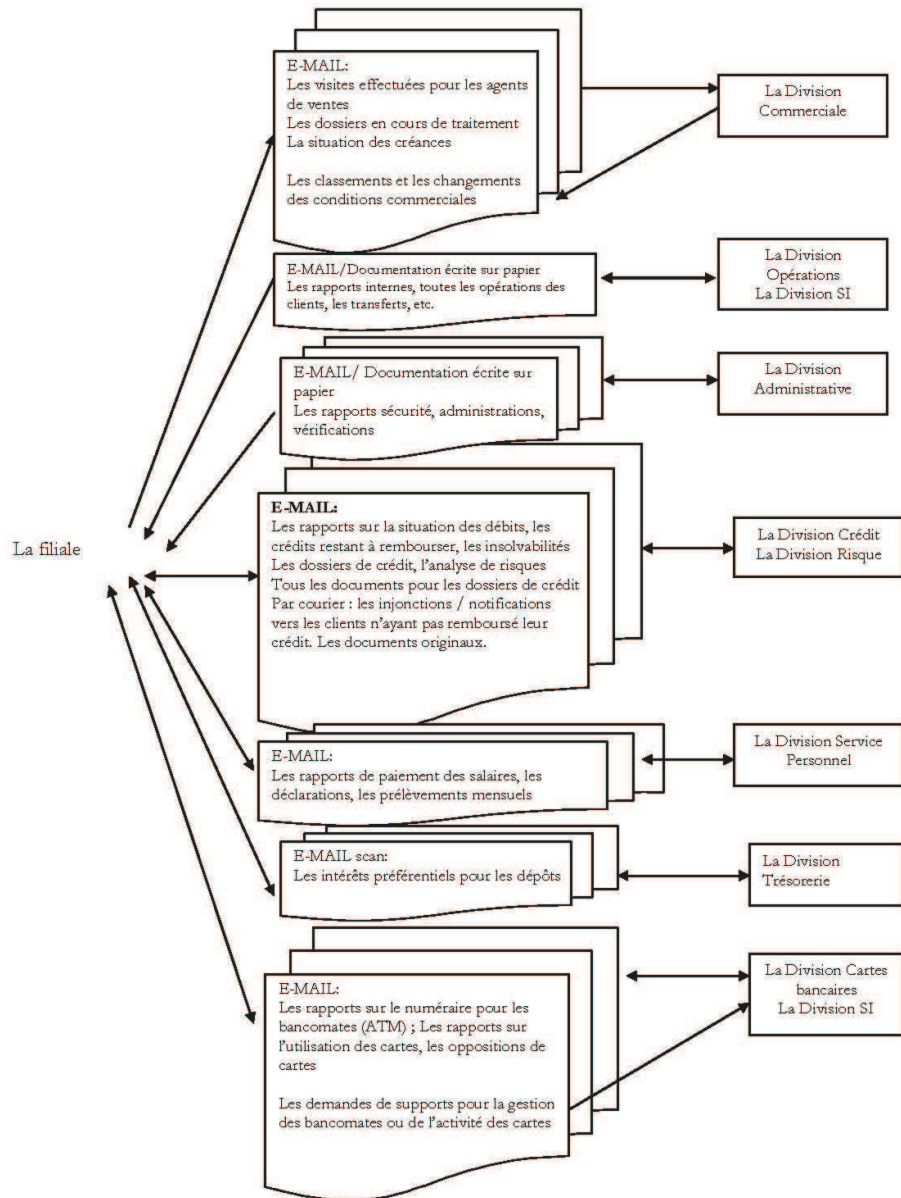 E-MAIL:
Les visites effectuées pour les agents
de ventes
Les dossiers en cours de traitement
La situation des créances
Les classements et les changements
des conditions commerciales
La Division
Commerciale
E-MAIL/Documentation écrite sur papier
Les rapports internes, toutes les opérations des
clients, les transferts, etc.
La Division
Opérations
La Division SI
E-MAIL/ Documentation écrite sur
papier
Les rapports sécurité, administrations,
vérifications
La Division
Administrative
La filiale
E-MAIL:
Les rapports sur la situation des débits, les
crédits restant à rembourser, les insolvabilités
Les dossiers de crédit, l'analyse de risques
Tous les documents pour les dossiers de crédit
Par courier : les injonctions / notifications
vers les clients n'ayant pas remboursé leur
crédit. Les documents originaux.
La Division Crédit
La Division Risque
E-MAIL:
Les rapports de paiement des salaires, les
déclarations, les prélèvements mensuels
La Division Service
Personnel
E-MAIL scan:
Les intérêts préférentiels pour les dépôts
La Division
Trésorerie
E-MAIL:
Les rapports sur le numéraire pour les
bancomates (ATM) ; Les rapports sur
l'utilisation des cartes, les oppositions de
cartes
Les demandes de supports pour la gestion
des bancomates ou de l'activité des cartes
La Division Cartes
bancaires
La Division SI